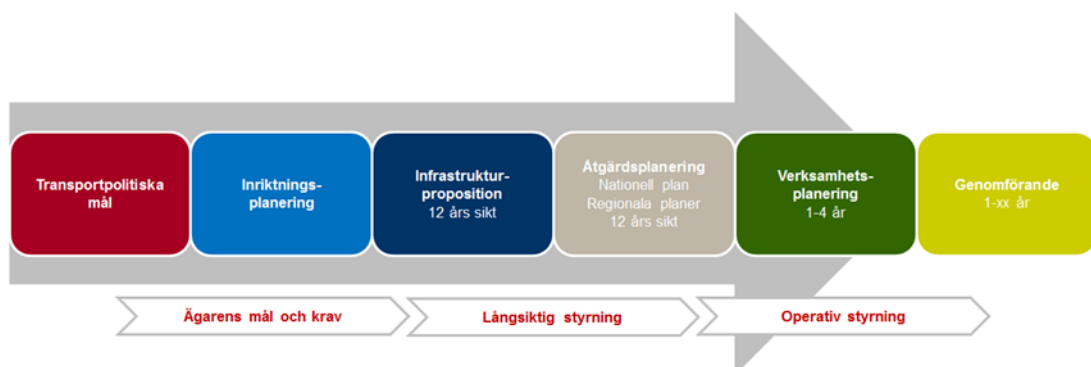 Transportpolitiska
mål
Inriktnings-
planering
Infrastruktur-
proposition
12 års sikt
Åtgärdsplanering
Nationell plan
Regionala planer
12 års sikt
Verksamhets-
planering
1-4 år
Genomförande
1-xx år
Ägarens mål och krav
Långsiktig styrning
Operativ styrning